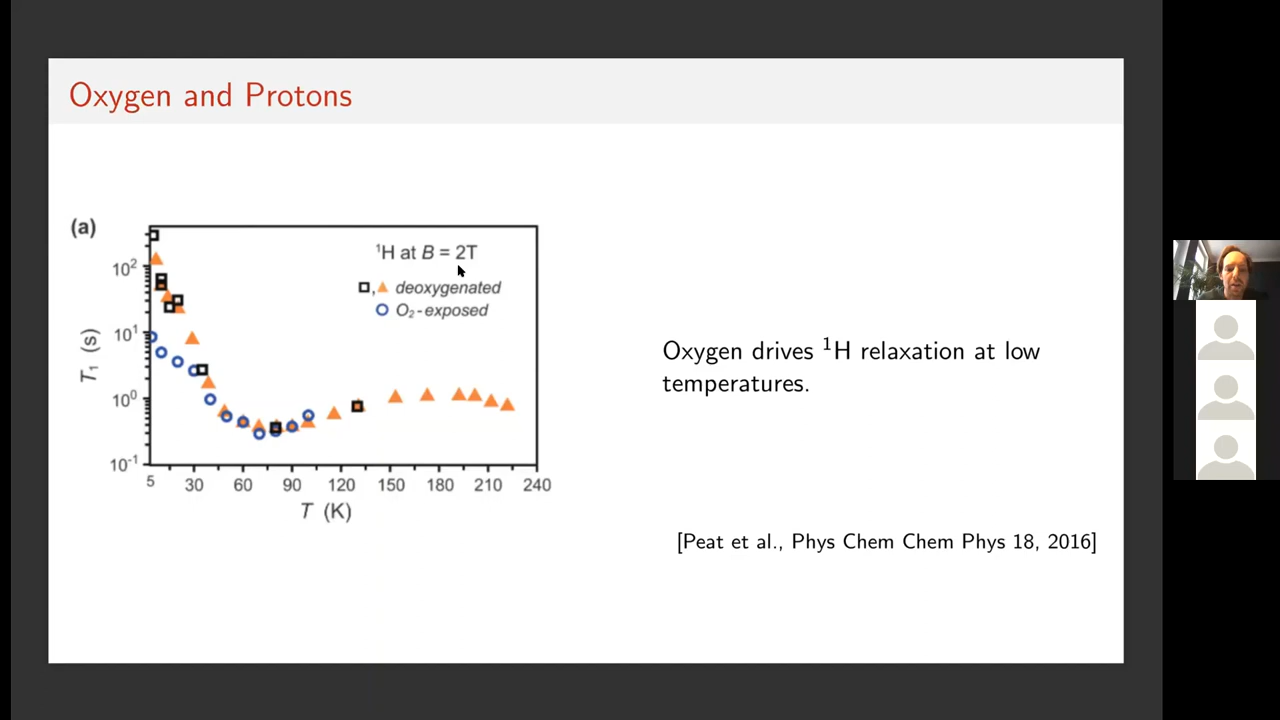 Oxygen and Protons
(a)
¹H at B = 2T
deoxygenated
O₂-exposed
T₁ (s)
10²
10¹
10⁰
10⁻¹
5 30 60 90 120 150 180 210 240
T (K)
Oxygen drives ¹H relaxation at low
temperatures.
[Peat et al., Phys Chem Chem Phys 18, 2016]